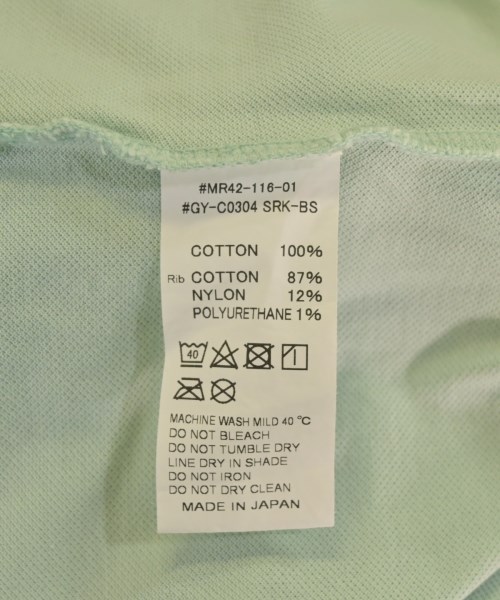 #MR42-116-01
#GY-C0304 SRK-BS
COTTON 100%
Rib COTTON 87%
NYLON 12%
POLYURETHANE 1%
40
MACHINE WASH MILD 40 °C
DO NOT BLEACH
DO NOT TUMBLE DRY
LINE DRY IN SHADE
DO NOT IRON
DO NOT DRY CLEAN
MADE IN JAPAN